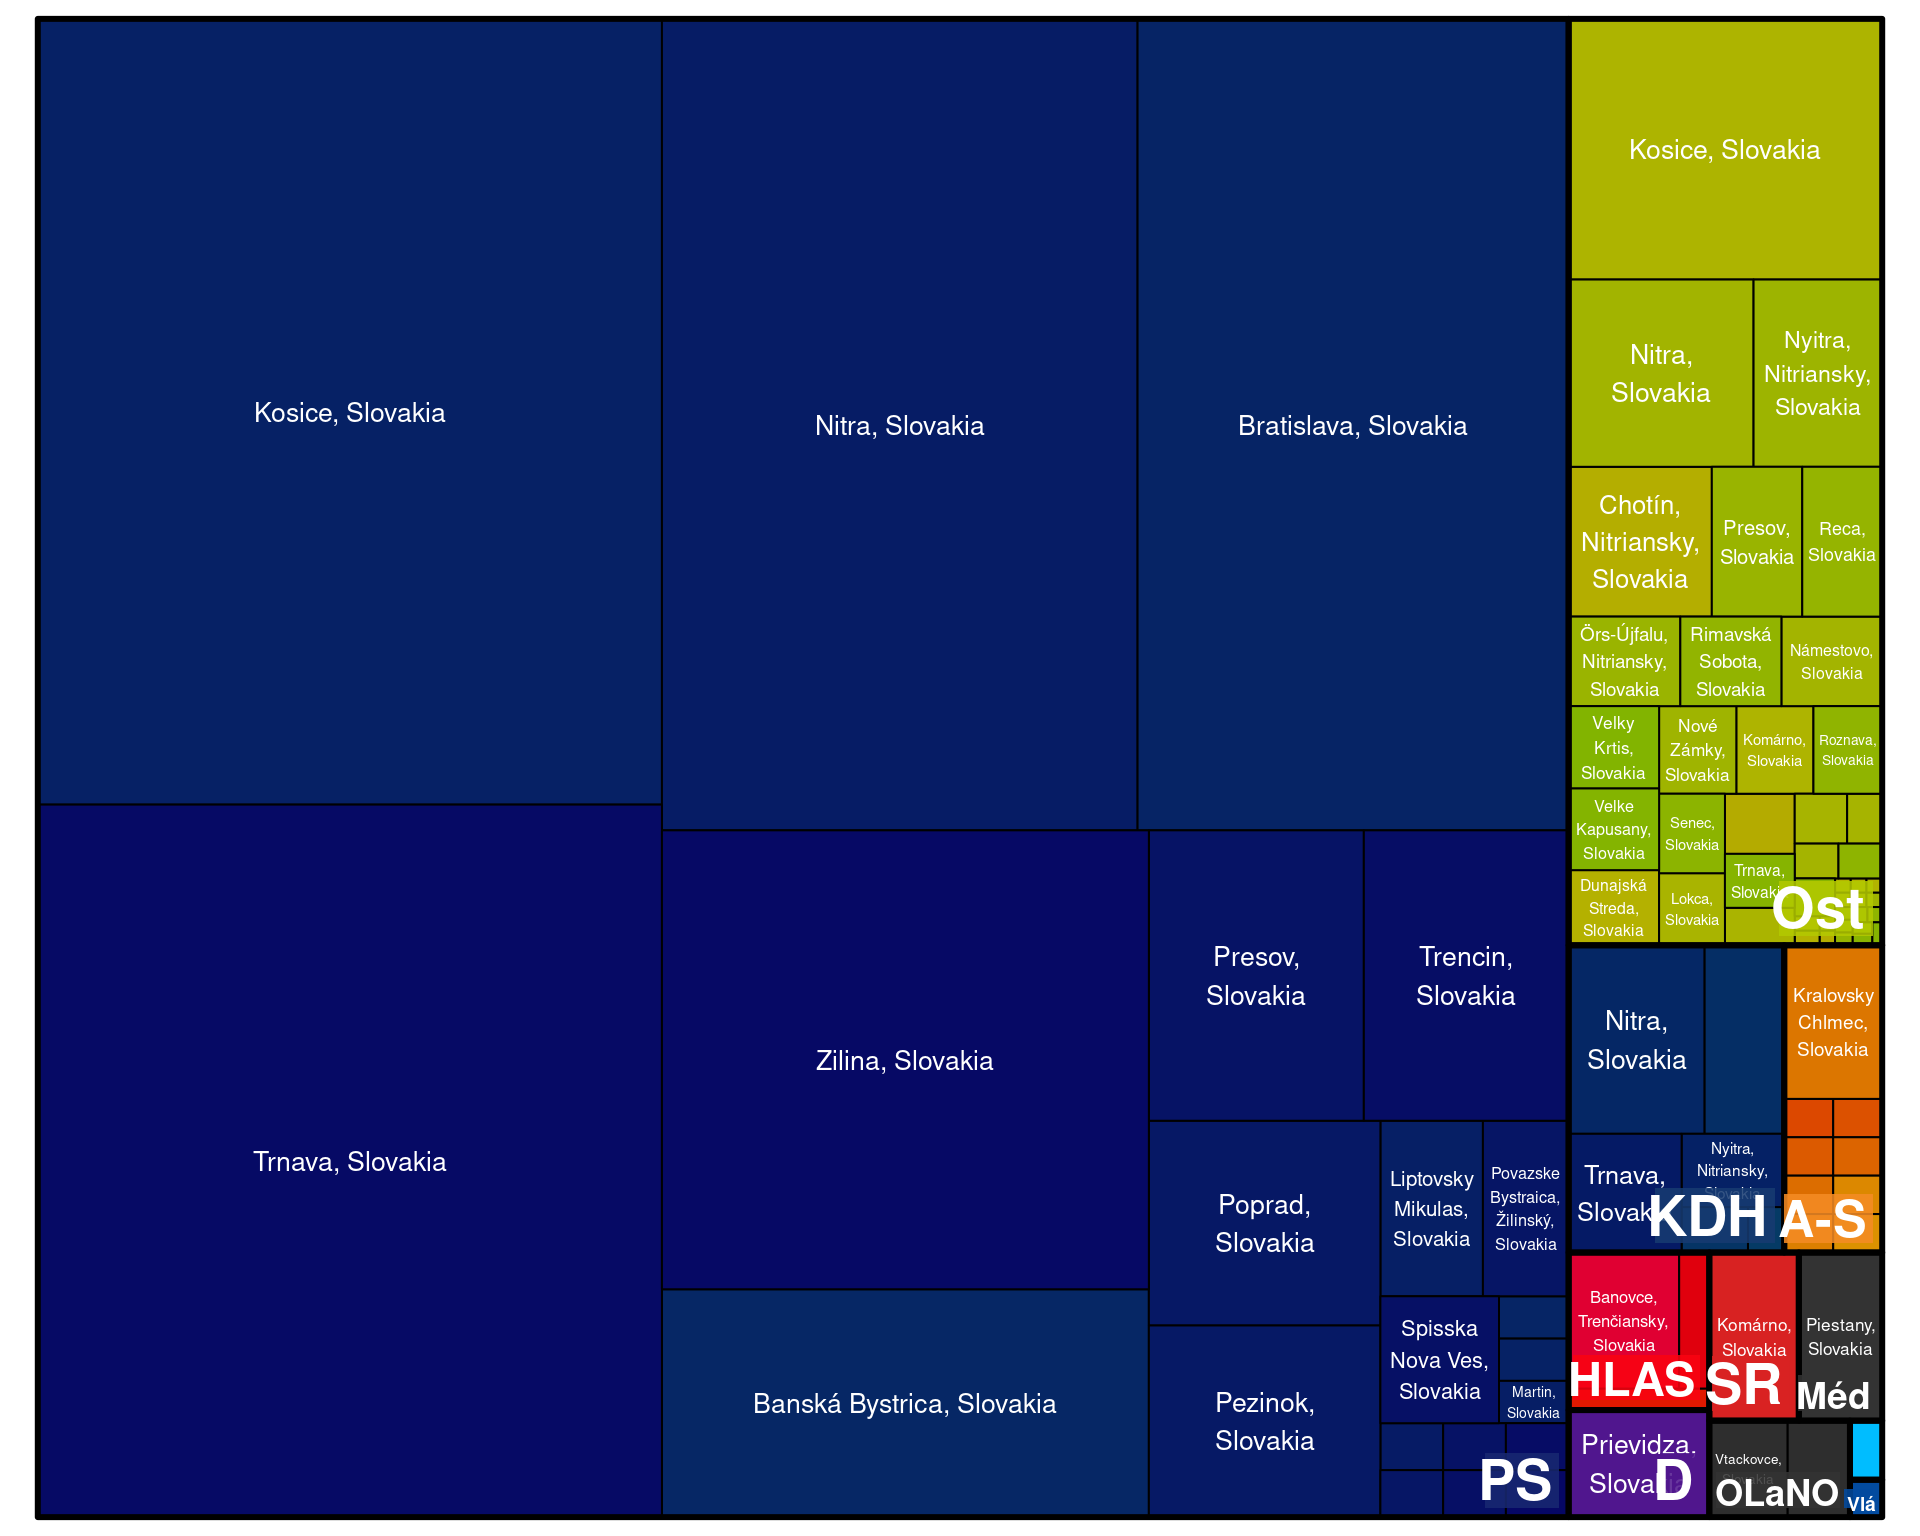 Kosice, Slovakia
Nitra, Slovakia
Bratislava, Slovakia
Trnava, Slovakia
Zilina, Slovakia
Banská Bystrica, Slovakia
Presov,
Slovakia
Trencin,
Slovakia
Poprad,
Slovakia
Pezinok,
Slovakia
Liptovsky
Mikulas,
Slovakia
Povazske
Bystraica,
Žilinský,
Slovakia
Spisska
Nova Ves,
Slovakia
Martin,
Slovakia
PS
Kosice, Slovakia
Nitra,
Slovakia
Nyitra,
Nitriansky,
Slovakia
Chotín,
Nitriansky,
Slovakia
Presov,
Slovakia
Reca,
Slovakia
Örs-Újfalu,
Nitriansky,
Slovakia
Rimavská
Sobota,
Slovakia
Námestovo,
Slovakia
Velky
Krtis,
Slovakia
Nové
Zámky,
Slovakia
Komárno,
Slovakia
Roznava,
Slovakia
Velke
Kapusany,
Slovakia
Senec,
Slovakia
Trnava,
Slovakia
Dunajská
Streda,
Slovakia
Lokca,
Slovakia
Ost
Nitra,
Slovakia
Trnava,
Slovakia
Nyitra,
Nitriansky,
Slovakia
KDH
Kralovsky
Chlmec,
Slovakia
A-S
Banovce,
Trenčiansky,
Slovakia
HLAS
Komárno,
Slovakia
SR
Piestany,
Slovakia
Méd
Prievidza,
Slovakia
D
Vtackovce,
Slovakia
OLaNO
Vlá